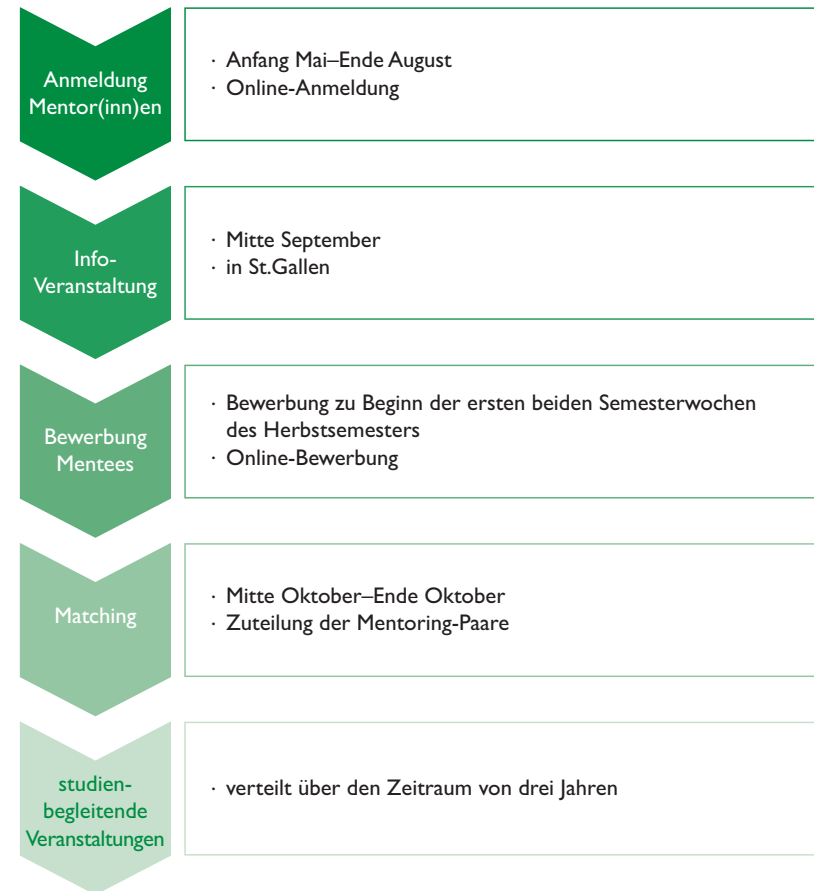 Anmeldung
Mentor(inn)en
· Anfang Mai–Ende August
· Online-Anmeldung
Info-
Veranstaltung
· Mitte September
· in St.Gallen
Bewerbung
Mentees
· Bewerbung zu Beginn der ersten beiden Semesterwochen
des Herbstsemesters
· Online-Bewerbung
Matching
· Mitte Oktober–Ende Oktober
· Zuteilung der Mentoring-Paare
studien-
begleitende
Veranstaltungen
· verteilt über den Zeitraum von drei Jahren